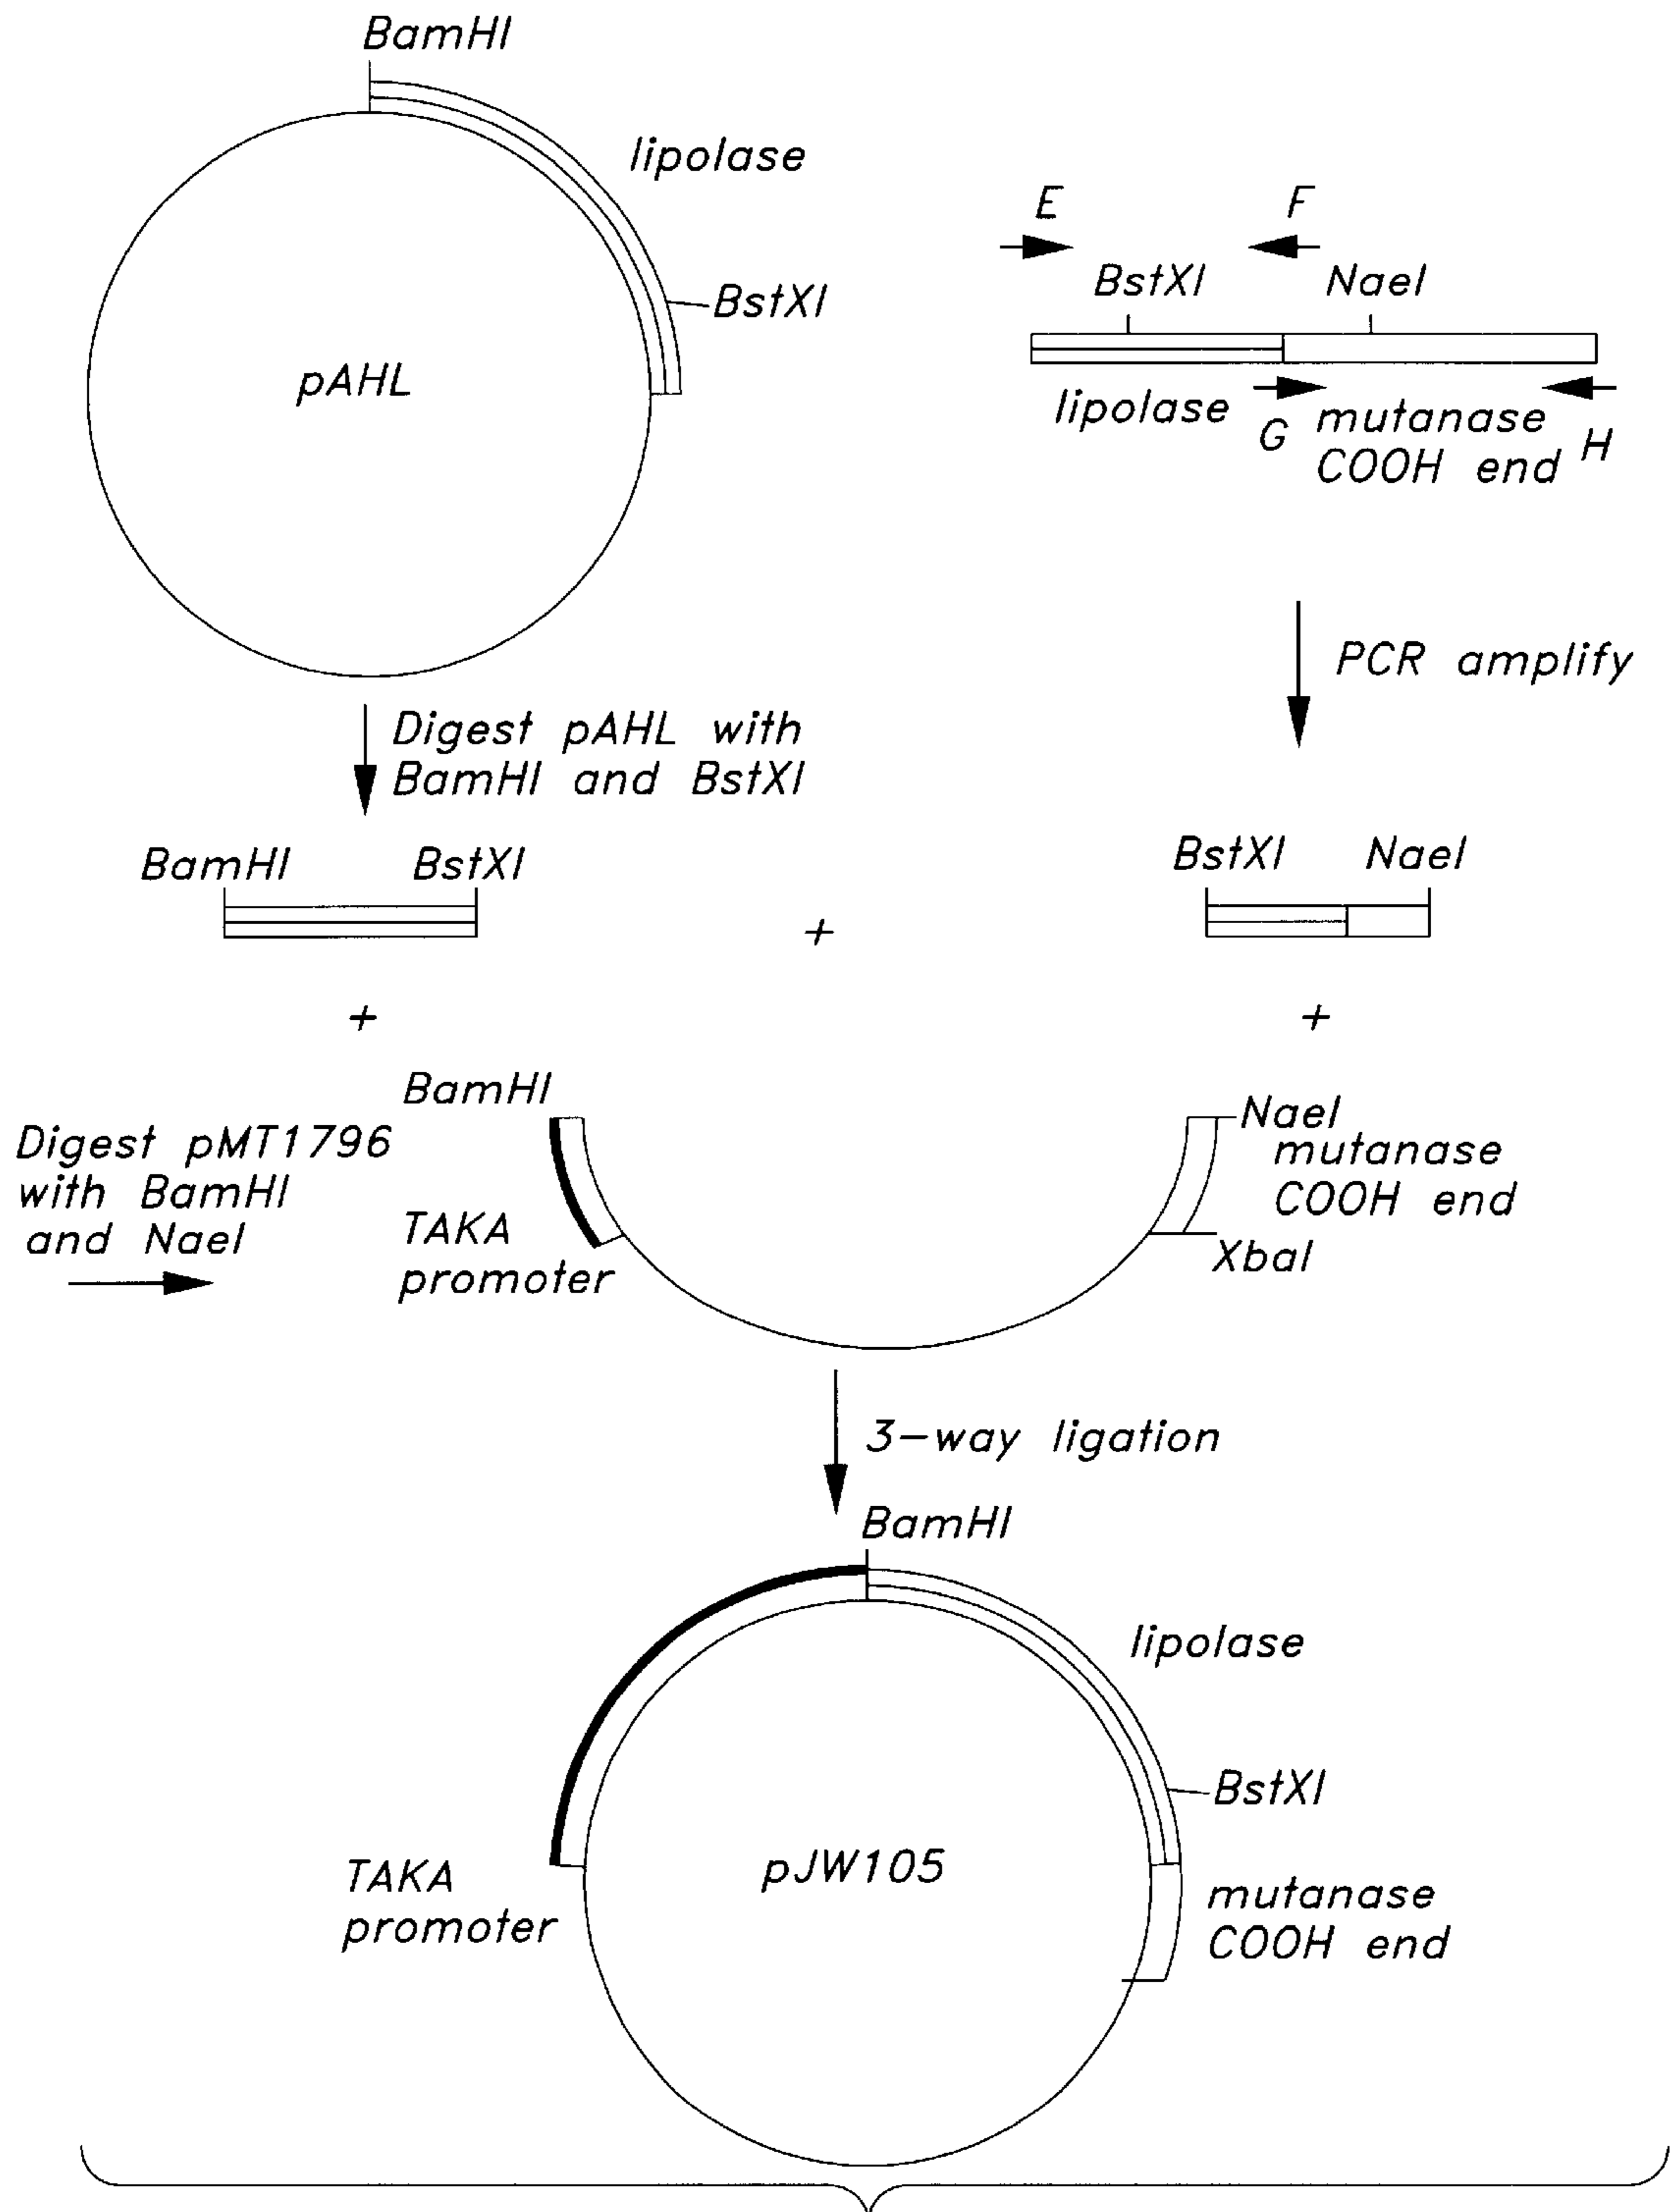 BamHI
lipolase
BstXI
pAHL
E
F
BstXI
NaeI
lipolase
G
mutanase
COOH end
H
PCR amplify
Digest pAHL with
BamHI and BstXI
BamHI
BstXI
+
BstXI
NaeI
+
+
BamHI
Digest pMT1796
with BamHI
and NaeI
TAKA
promoter
NaeI
mutanase
COOH end
XbaI
3-way ligation
BamHI
lipolase
BstXI
pJW105
TAKA
promoter
mutanase
COOH end